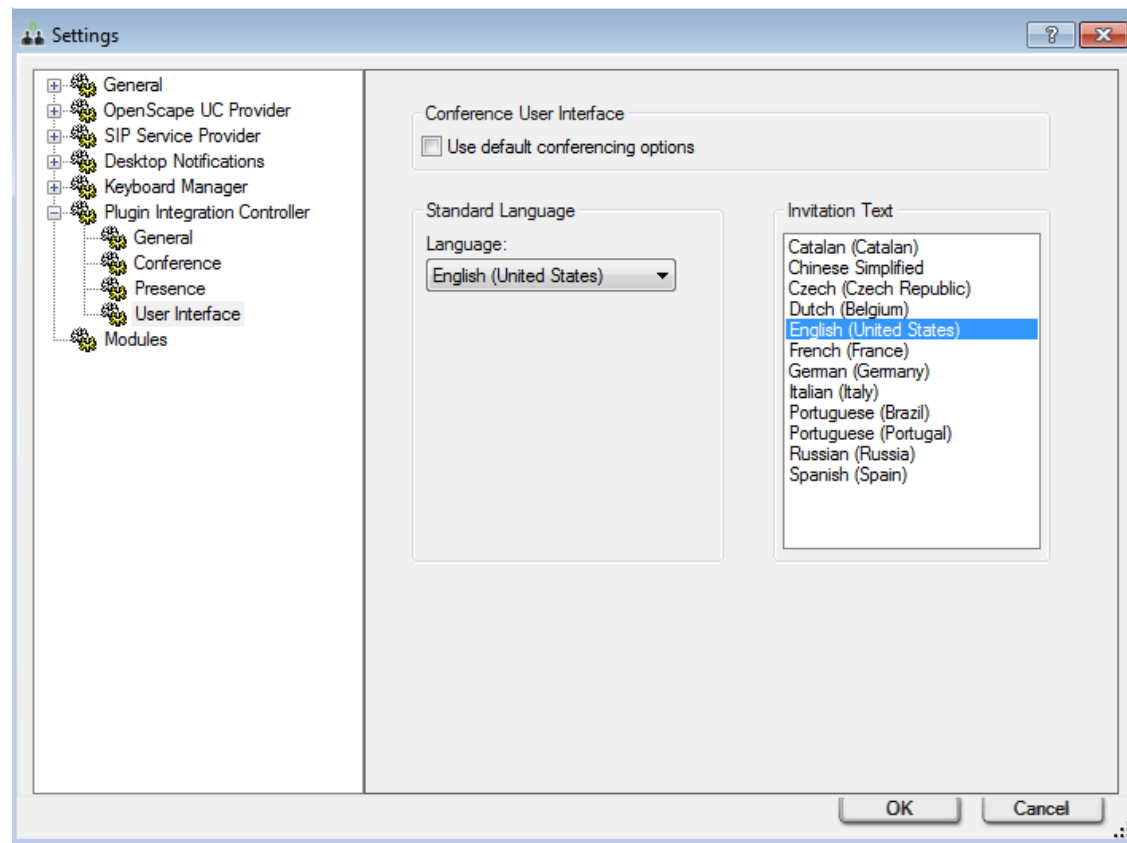 Settings
General
OpenScape UC Provider
SIP Service Provider
Desktop Notifications
Keyboard Manager
Plugin Integration Controller
General
Conference
Presence
User Interface
Modules
Conference User Interface
Use default conferencing options
Standard Language
Language:
English (United States)
Invitation Text
Catalan (Catalan)
Chinese Simplified
Czech (Czech Republic)
Dutch (Belgium)
English (United States)
French (France)
German (Germany)
Italian (Italy)
Portuguese (Brazil)
Portuguese (Portugal)
Russian (Russia)
Spanish (Spain)
OK
Cancel